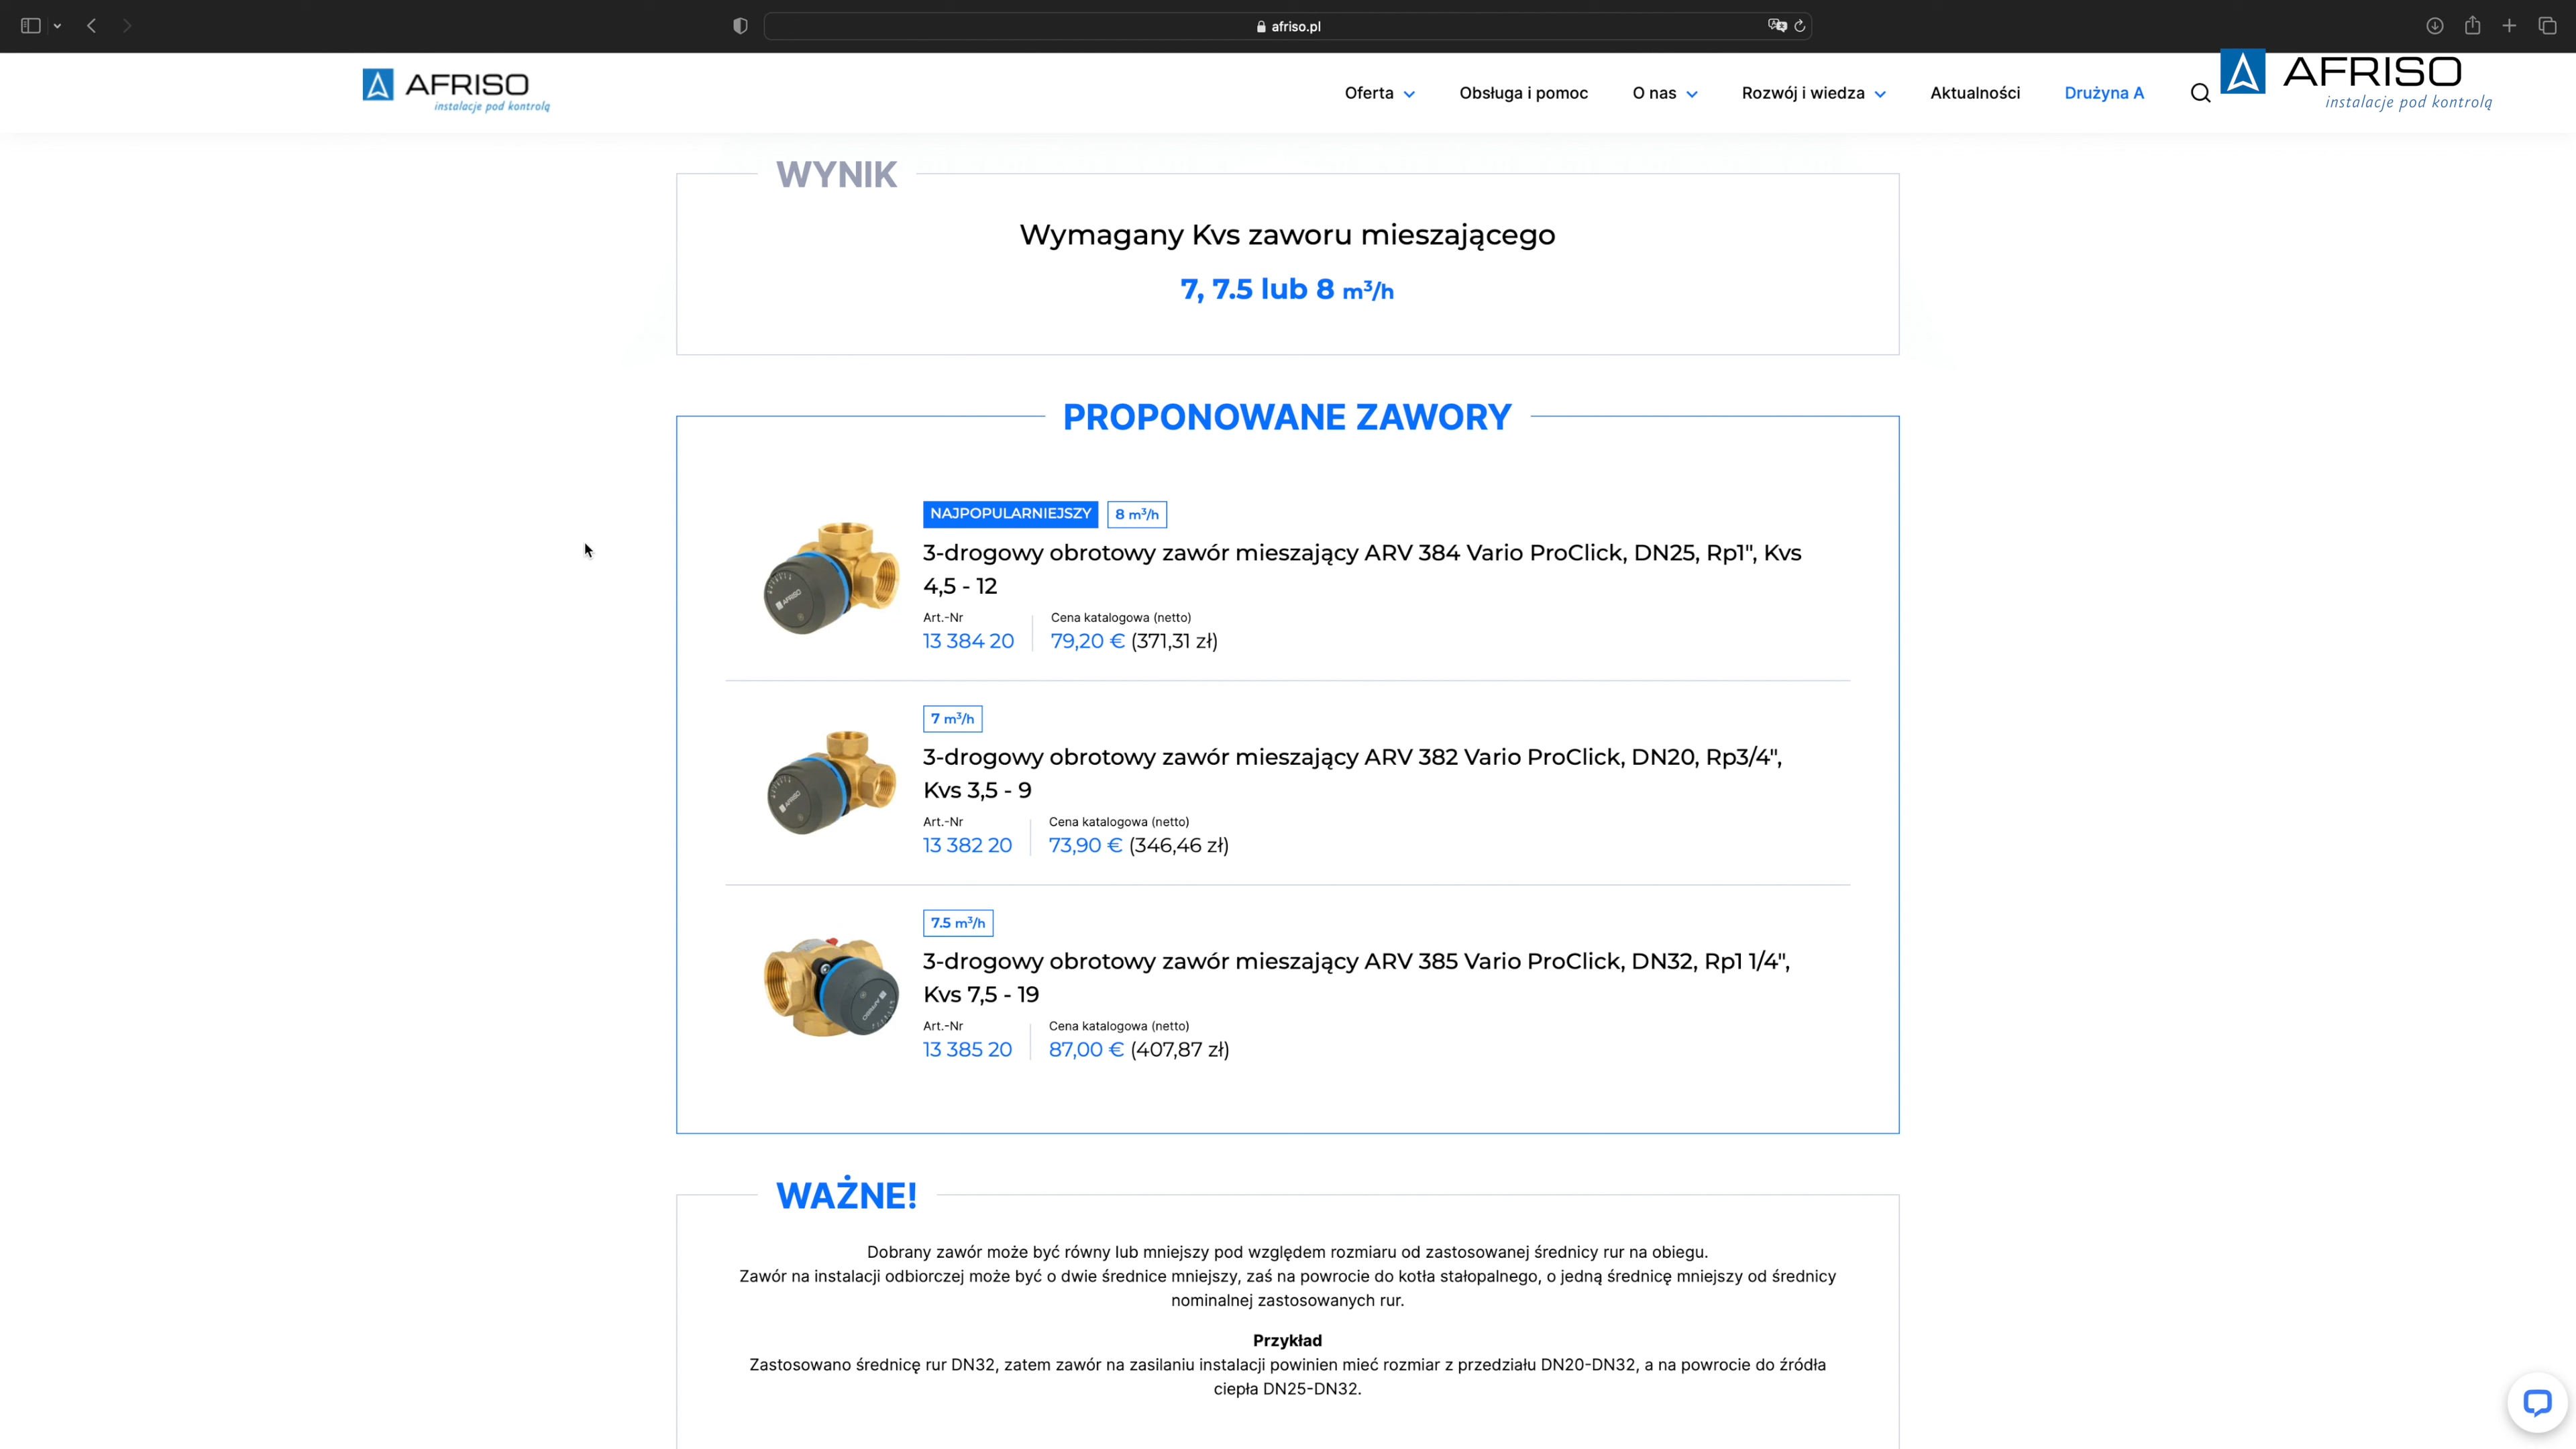 afriso.pl
AFRISO
instalacje pod kontrolą
Oferta
Obsługa i pomoc
O nas
Rozwój i wiedza
Aktualności
Drużyna A
AFRISO
instalacje pod kontrolą
WYNIK
Wymagany Kvs zaworu mieszającego
7, 7.5 lub 8 m³/h
PROPONOWANE ZAWORY
NAJPOPULARNIEJSZY 8 m³/h
3-drogowy obrotowy zawór mieszający ARV 384 Vario ProClick, DN25, Rp1", Kvs
4,5 - 12
Art.-Nr
13 384 20
Cena katalogowa (netto)
79,20 € (371,31 zł)
AFRISO
7 m³/h
3-drogowy obrotowy zawór mieszający ARV 382 Vario ProClick, DN20, Rp3/4",
Kvs 3,5 - 9
Art.-Nr
13 382 20
Cena katalogowa (netto)
73,90 € (346,46 zł)
AFRISO
7.5 m³/h
3-drogowy obrotowy zawór mieszający ARV 385 Vario ProClick, DN32, Rp1 1/4",
Kvs 7,5 - 19
Art.-Nr
13 385 20
Cena katalogowa (netto)
87,00 € (407,87 zł)
AFRISO
WAŻNE!
Dobrany zawór może być równy lub mniejszy pod względem rozmiaru od zastosowanej średnicy rur na obiegu.
Zawór na instalacji odbiorczej może być o dwie średnice mniejszy, zaś na powrocie do kotła stałopalnego, o jedną średnicę mniejszy od średnicy
nominalnej zastosowanych rur.
Przykład
Zastosowano średnicę rur DN32, zatem zawór na zasilaniu instalacji powinien mieć rozmiar z przedziału DN20-DN32, a na powrocie do źródła
ciepła DN25-DN32.